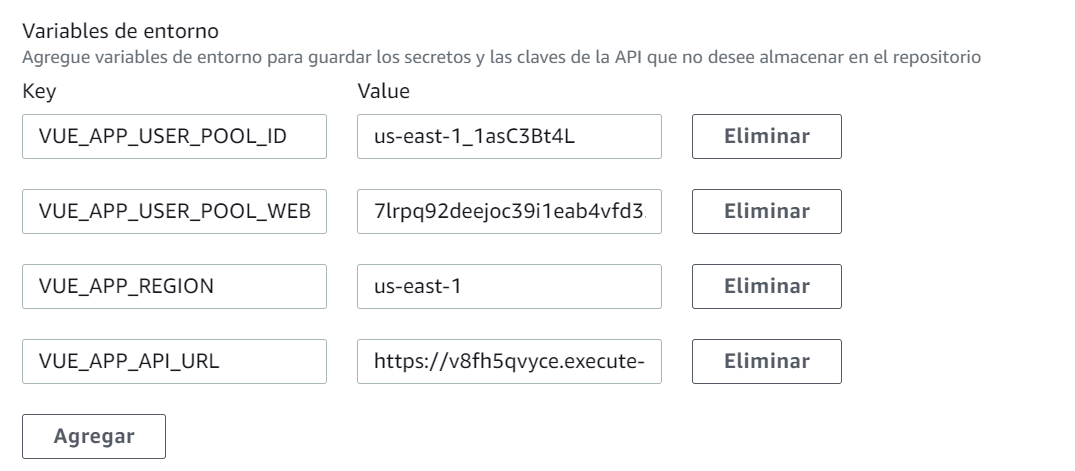 Variables de entorno
Agregue variables de entorno para guardar los secretos y las claves de la API que no desee almacenar en el repositorio
Key Value
VUE_APP_USER_POOL_ID us-east-1_1asC3Bt4L Eliminar
VUE_APP_USER_POOL_WEB 7lrpq92deejoc39i1eab4vfd3 Eliminar
VUE_APP_REGION us-east-1 Eliminar
VUE_APP_API_URL https://v8fh5qvyce.execute- Eliminar
Agregar